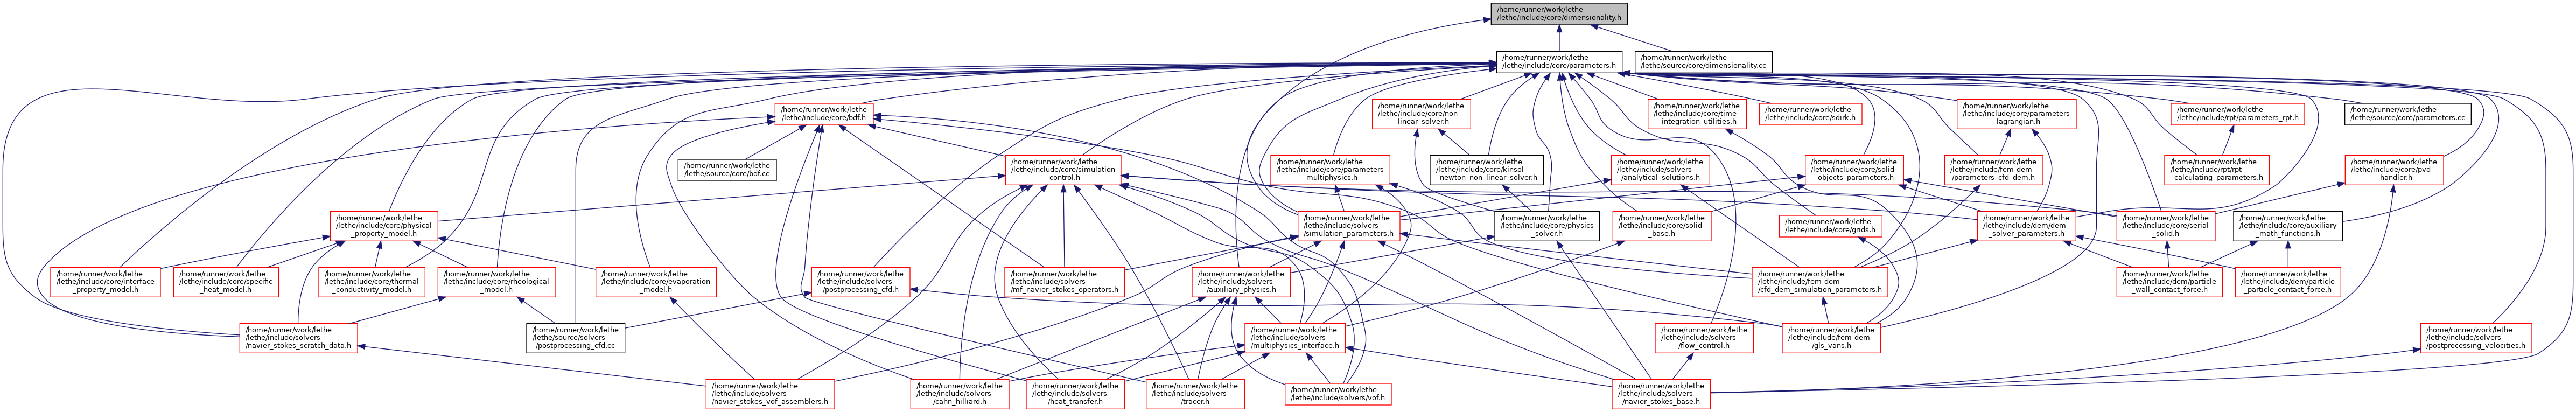 /home/runner/work/lethe
/lethe/include/core/dimensionality.h
/home/runner/work/lethe
/lethe/include/core/parameters.h
/home/runner/work/lethe
/lethe/source/core/dimensionality.cc
/home/runner/work/lethe
/lethe/include/core/bdf.h
/home/runner/work/lethe
/lethe/include/core/non
_linear_solver.h
/home/runner/work/lethe
/lethe/include/core/time
_integration_utilities.h
/home/runner/work/lethe
/lethe/include/core/sdirk.h
/home/runner/work/lethe
/lethe/include/core/parameters
_lagrangian.h
/home/runner/work/lethe
/lethe/include/rpt/parameters_rpt.h
/home/runner/work/lethe
/lethe/source/core/parameters.cc
/home/runner/work/lethe
/lethe/source/core/bdf.cc
/home/runner/work/lethe
/lethe/include/core/simulation
_control.h
/home/runner/work/lethe
/lethe/include/core/parameters
_multiphysics.h
/home/runner/work/lethe
/lethe/include/core/kinsol
_newton_non_linear_solver.h
/home/runner/work/lethe
/lethe/include/solvers
/analytical_solutions.h
/home/runner/work/lethe
/lethe/include/core/solid
_objects_parameters.h
/home/runner/work/lethe
/lethe/include/fem-dem
/parameters_cfd_dem.h
/home/runner/work/lethe
/lethe/include/rpt/rpt
_calculating_parameters.h
/home/runner/work/lethe
/lethe/include/core/pvd
_handler.h
/home/runner/work/lethe
/lethe/include/core/physical
_property_model.h
/home/runner/work/lethe
/lethe/include/solvers
/simulation_parameters.h
/home/runner/work/lethe
/lethe/include/core/physics
_solver.h
/home/runner/work/lethe
/lethe/include/core/solid
_base.h
/home/runner/work/lethe
/lethe/include/core/grids.h
/home/runner/work/lethe
/lethe/include/dem/dem
_solver_parameters.h
/home/runner/work/lethe
/lethe/include/core/serial
_solid.h
/home/runner/work/lethe
/lethe/include/core/auxiliary
_math_functions.h
/home/runner/work/lethe
/lethe/include/core/interface
_property_model.h
/home/runner/work/lethe
/lethe/include/core/specific
_heat_model.h
/home/runner/work/lethe
/lethe/include/core/thermal
_conductivity_model.h
/home/runner/work/lethe
/lethe/include/core/rheological
_model.h
/home/runner/work/lethe
/lethe/include/core/evaporation
_model.h
/home/runner/work/lethe
/lethe/include/solvers
/postprocessing_cfd.h
/home/runner/work/lethe
/lethe/include/solvers
/mf_navier_stokes_operators.h
/home/runner/work/lethe
/lethe/include/solvers
/auxiliary_physics.h
/home/runner/work/lethe
/lethe/include/fem-dem
/cfd_dem_simulation_parameters.h
/home/runner/work/lethe
/lethe/include/dem/particle
_wall_contact_force.h
/home/runner/work/lethe
/lethe/include/dem/particle
_particle_contact_force.h
/home/runner/work/lethe
/lethe/include/solvers
/navier_stokes_scratch_data.h
/home/runner/work/lethe
/lethe/source/solvers
/postprocessing_cfd.cc
/home/runner/work/lethe
/lethe/include/solvers
/multiphysics_interface.h
/home/runner/work/lethe
/lethe/include/solvers
/flow_control.h
/home/runner/work/lethe
/lethe/include/fem-dem
/gls_vans.h
/home/runner/work/lethe
/lethe/include/solvers
/postprocessing_velocities.h
/home/runner/work/lethe
/lethe/include/solvers
/navier_stokes_vof_assemblers.h
/home/runner/work/lethe
/lethe/include/solvers
/cahn_hilliard.h
/home/runner/work/lethe
/lethe/include/solvers
/heat_transfer.h
/home/runner/work/lethe
/lethe/include/solvers
/tracer.h
/home/runner/work/lethe
/lethe/include/solvers/vof.h
/home/runner/work/lethe
/lethe/include/solvers
/navier_stokes_base.h